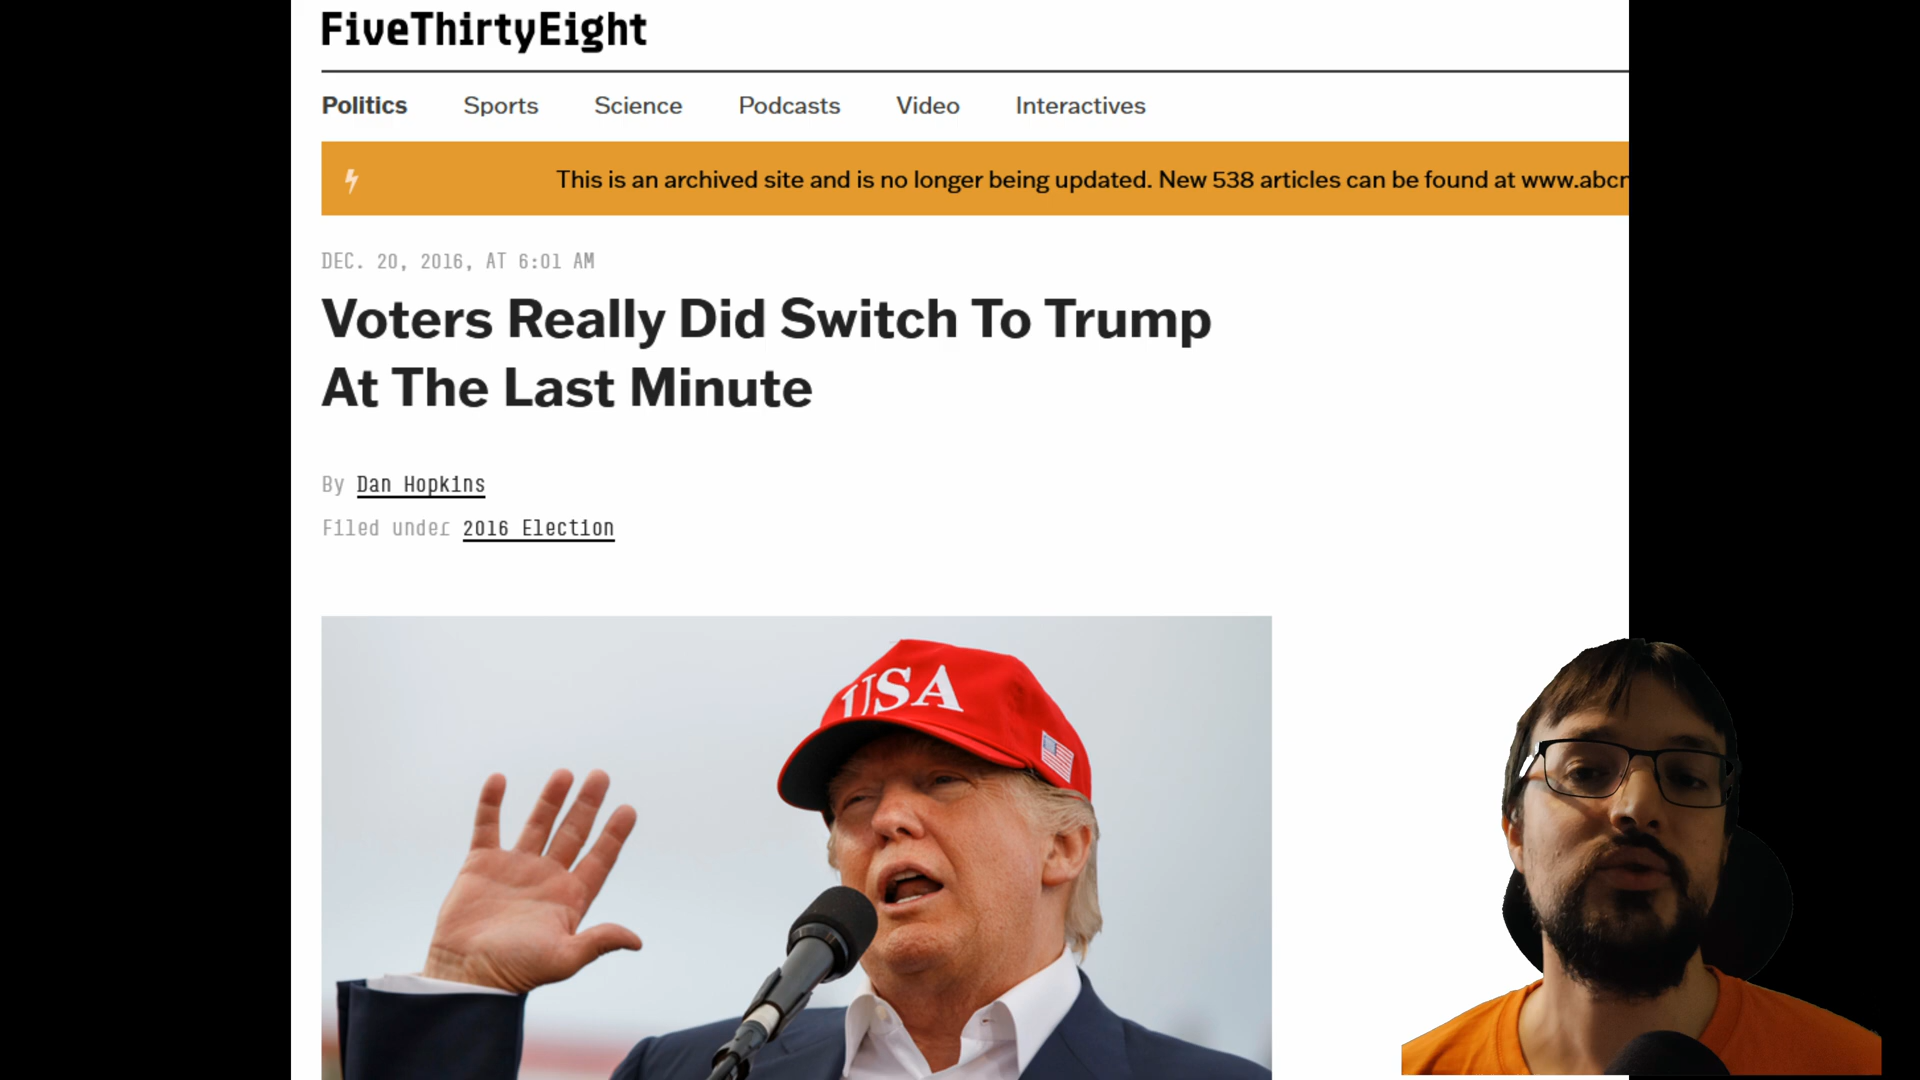 FiveThirtyEight
Politics Sports Science Podcasts Video Interactives
This is an archived site and is no longer being updated. New 538 articles can be found at www.abcn
DEC. 20, 2016, AT 6:01 AM
Voters Really Did Switch To Trump
At The Last Minute
By Dan Hopkins
Filed under 2016 Election
USA